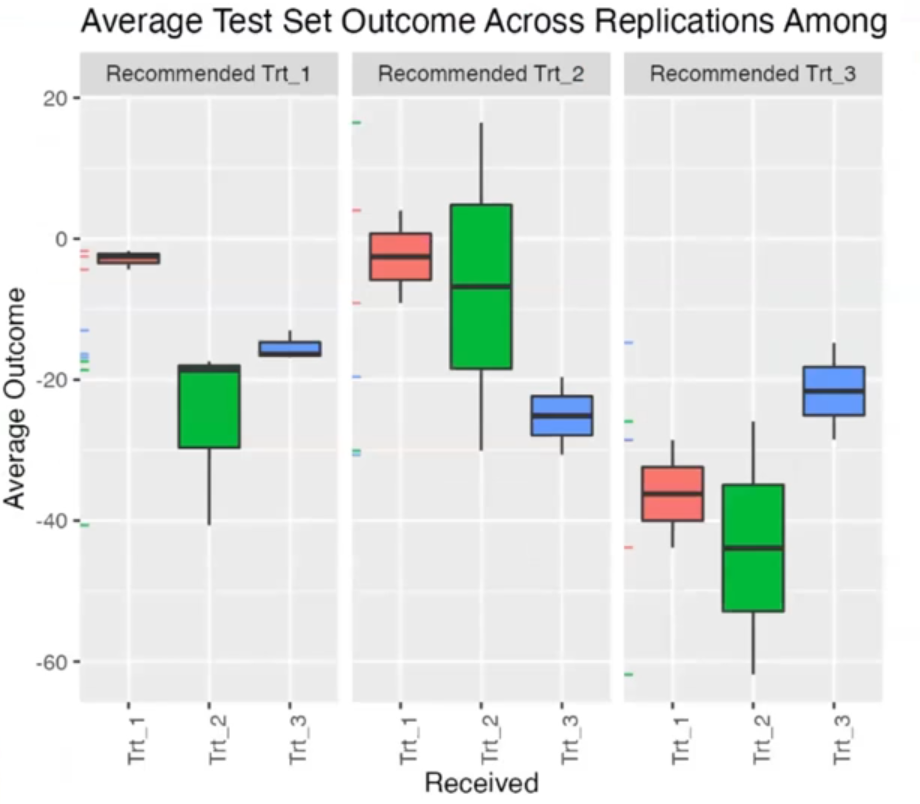 Average Test Set Outcome Across Replications Among
Recommended Trt_1
Recommended Trt_2
Recommended Trt_3
Average Outcome
20
0
-20
-40
-60
Trt_1
Trt_2
Trt_3
Trt_1
Trt_2
Trt_3
Trt_1
Trt_2
Trt_3
Received